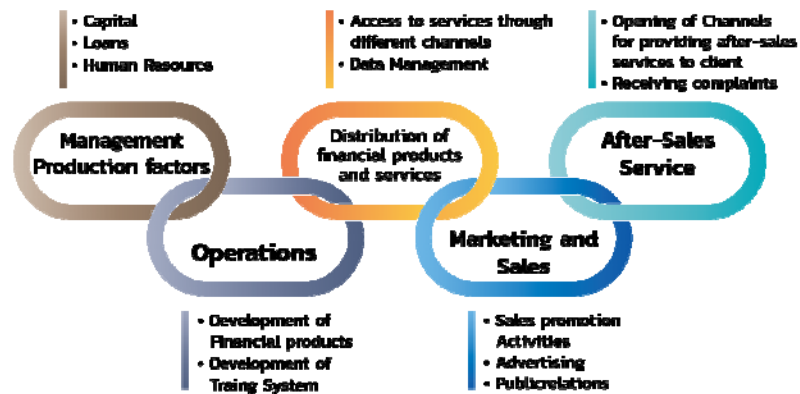 • Capital
• Loans
• Human Resource
• Access to services though
different channels
• Data Management
• Opening of Channels
for providing after-sales
services to client
• Receiving complaints
Management
Production factors
Distribution of
financial products
and services
After-Sales
Service
Operations
Marketing and
Sales
• Development of
Financial products
• Development of
Traing System
• Sales promotion
Activities
• Advertising
• Publicrelations